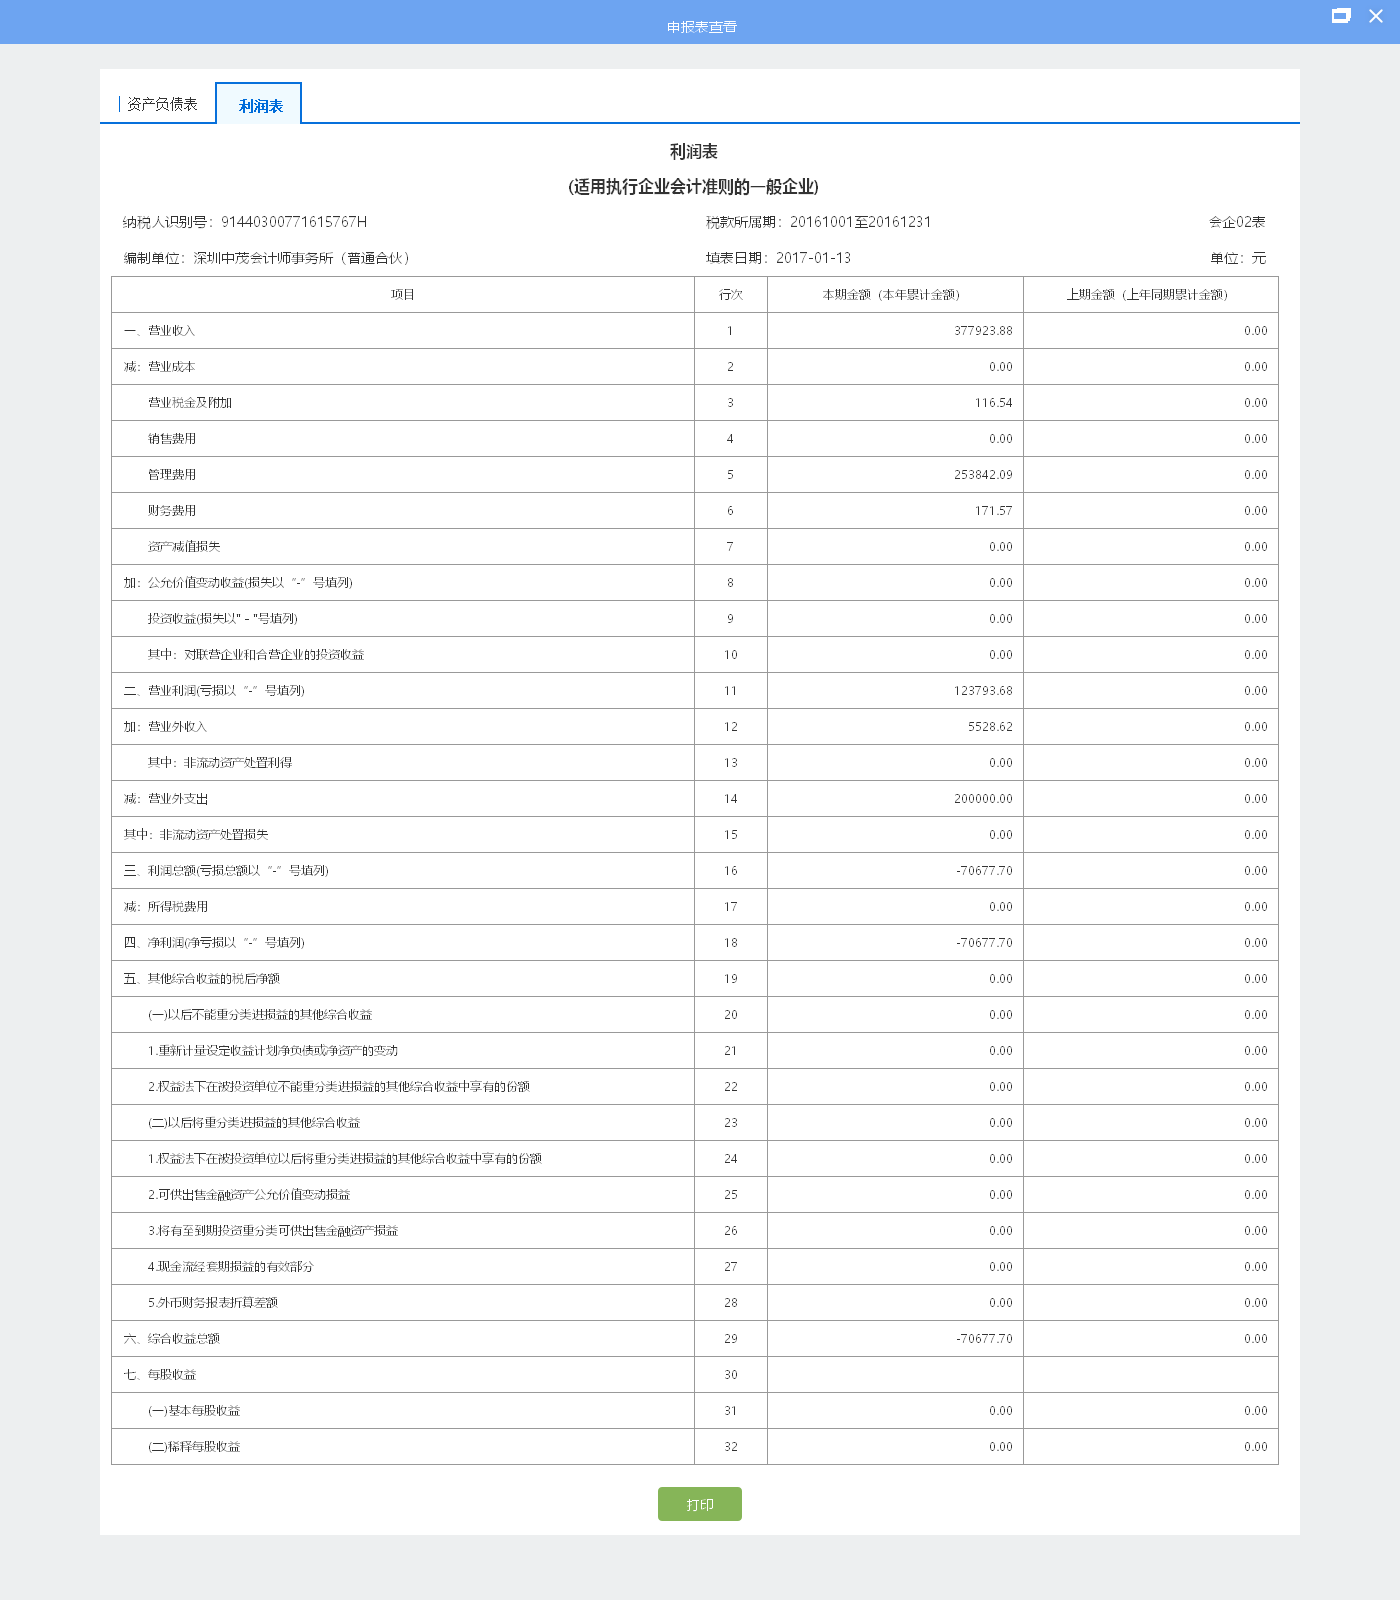 申报表查看
资产负债表 利润表
利润表
(适用执行企业会计准则的一般企业)
纳税人识别号：91440300771615767H 税款所属期：20161001至20161231 会企02表
编制单位：深圳中茂会计师事务所（普通合伙） 填表日期：2017-01-13 单位：元
项目 行次 本期金额（本年累计金额） 上期金额（上年同期累计金额）
一、营业收入 1 377923.88 0.00
减：营业成本 2 0.00 0.00
营业税金及附加 3 116.54 0.00
销售费用 4 0.00 0.00
管理费用 5 253842.09 0.00
财务费用 6 171.57 0.00
资产减值损失 7 0.00 0.00
加：公允价值变动收益(损失以“-”号填列) 8 0.00 0.00
投资收益(损失以"－"号填列) 9 0.00 0.00
其中：对联营企业和合营企业的投资收益 10 0.00 0.00
二、营业利润(亏损以“-”号填列) 11 123793.68 0.00
加：营业外收入 12 5528.62 0.00
其中：非流动资产处置利得 13 0.00 0.00
减：营业外支出 14 200000.00 0.00
其中：非流动资产处置损失 15 0.00 0.00
三、利润总额(亏损总额以“-”号填列) 16 -70677.70 0.00
减：所得税费用 17 0.00 0.00
四、净利润(净亏损以“-”号填列) 18 -70677.70 0.00
五、其他综合收益的税后净额 19 0.00 0.00
(一)以后不能重分类进损益的其他综合收益 20 0.00 0.00
1.重新计量设定收益计划净负债或净资产的变动 21 0.00 0.00
2.权益法下在被投资单位不能重分类进损益的其他综合收益中享有的份额 22 0.00 0.00
(二)以后将重分类进损益的其他综合收益 23 0.00 0.00
1.权益法下在被投资单位以后将重分类进损益的其他综合收益中享有的份额 24 0.00 0.00
2.可供出售金融资产公允价值变动损益 25 0.00 0.00
3.将有至到期投资重分类可供出售金融资产损益 26 0.00 0.00
4.现金流经套期损益的有效部分 27 0.00 0.00
5.外币财务报表折算差额 28 0.00 0.00
六、综合收益总额 29 -70677.70 0.00
七、每股收益 30
(一)基本每股收益 31 0.00 0.00
(二)稀释每股收益 32 0.00 0.00
打印